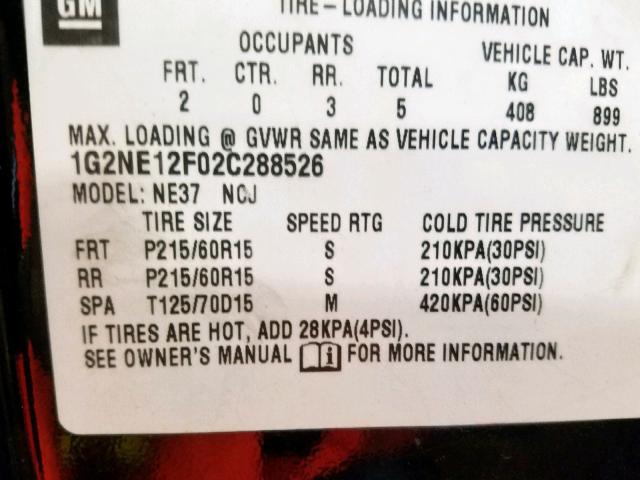 GM
TIRE-LOADING INFORMATION
OCCUPANTS VEHICLE CAP. WT.
FRT. CTR. RR. TOTAL KG LBS
2 0 3 5 408 899
MAX. LOADING @ GVWR SAME AS VEHICLE CAPACITY WEIGHT.
1G2NE12F02C288526
MODEL: NE37 NCJ
TIRE SIZE SPEED RTG COLD TIRE PRESSURE
FRT P215/60R15 S 210KPA(30PSI)
RR P215/60R15 S 210KPA(30PSI)
SPA T125/70D15 M 420KPA(60PSI)
IF TIRES ARE HOT, ADD 28KPA(4PSI).
SEE OWNER'S MANUAL i FOR MORE INFORMATION.